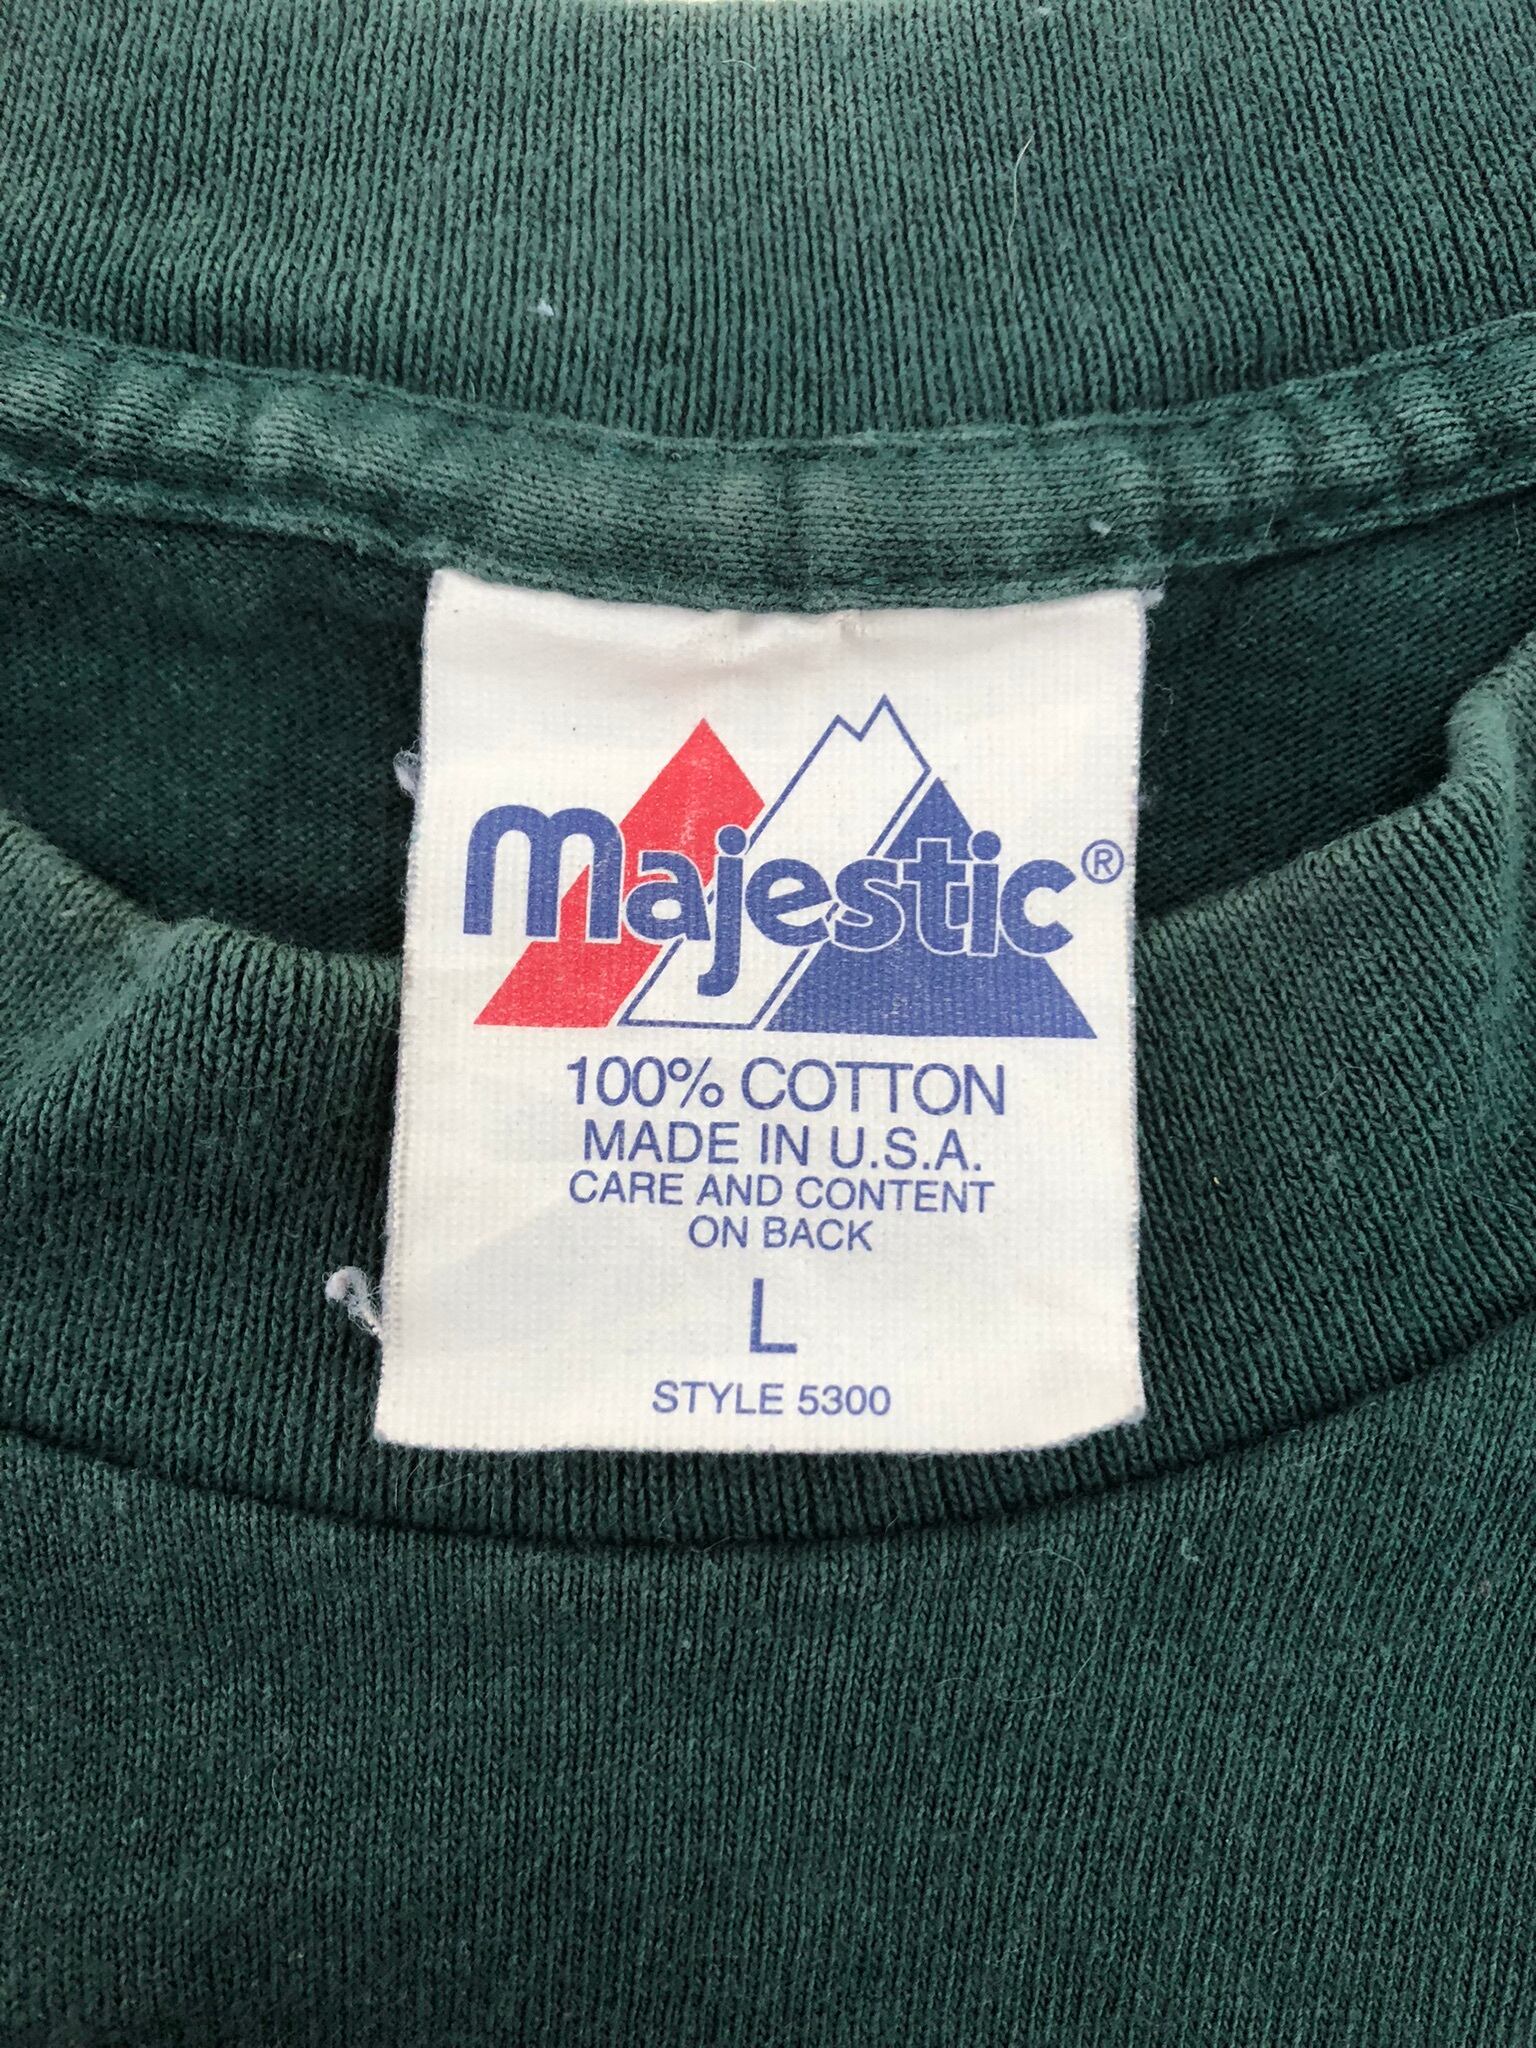 majestic®
100% COTTON
MADE IN U.S.A.
CARE AND CONTENT
ON BACK
L
STYLE 5300